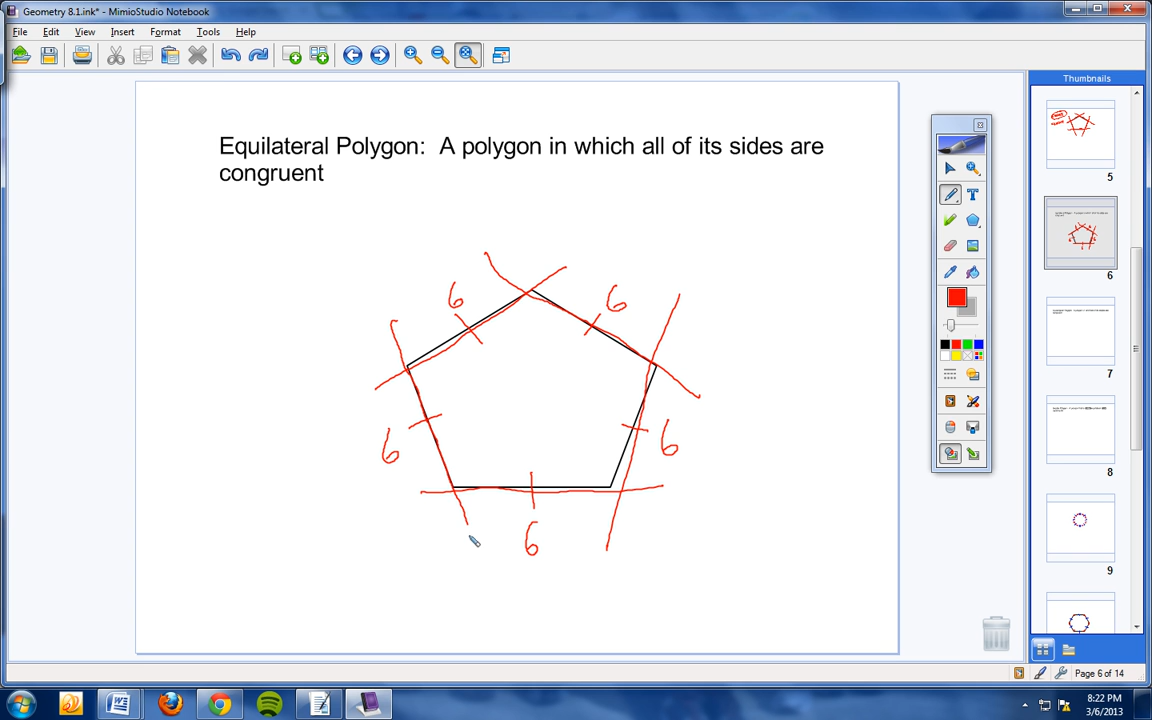 Geometry 8.1.ink* - MimioStudio Notebook
File Edit View Insert Format Tools Help
Thumbnails
Equilateral Polygon: A polygon in which all of its sides are
congruent
6 6
6 6
6
T
5
6
7
8
9
Page 6 of 14
W
8:22 PM
3/6/2013